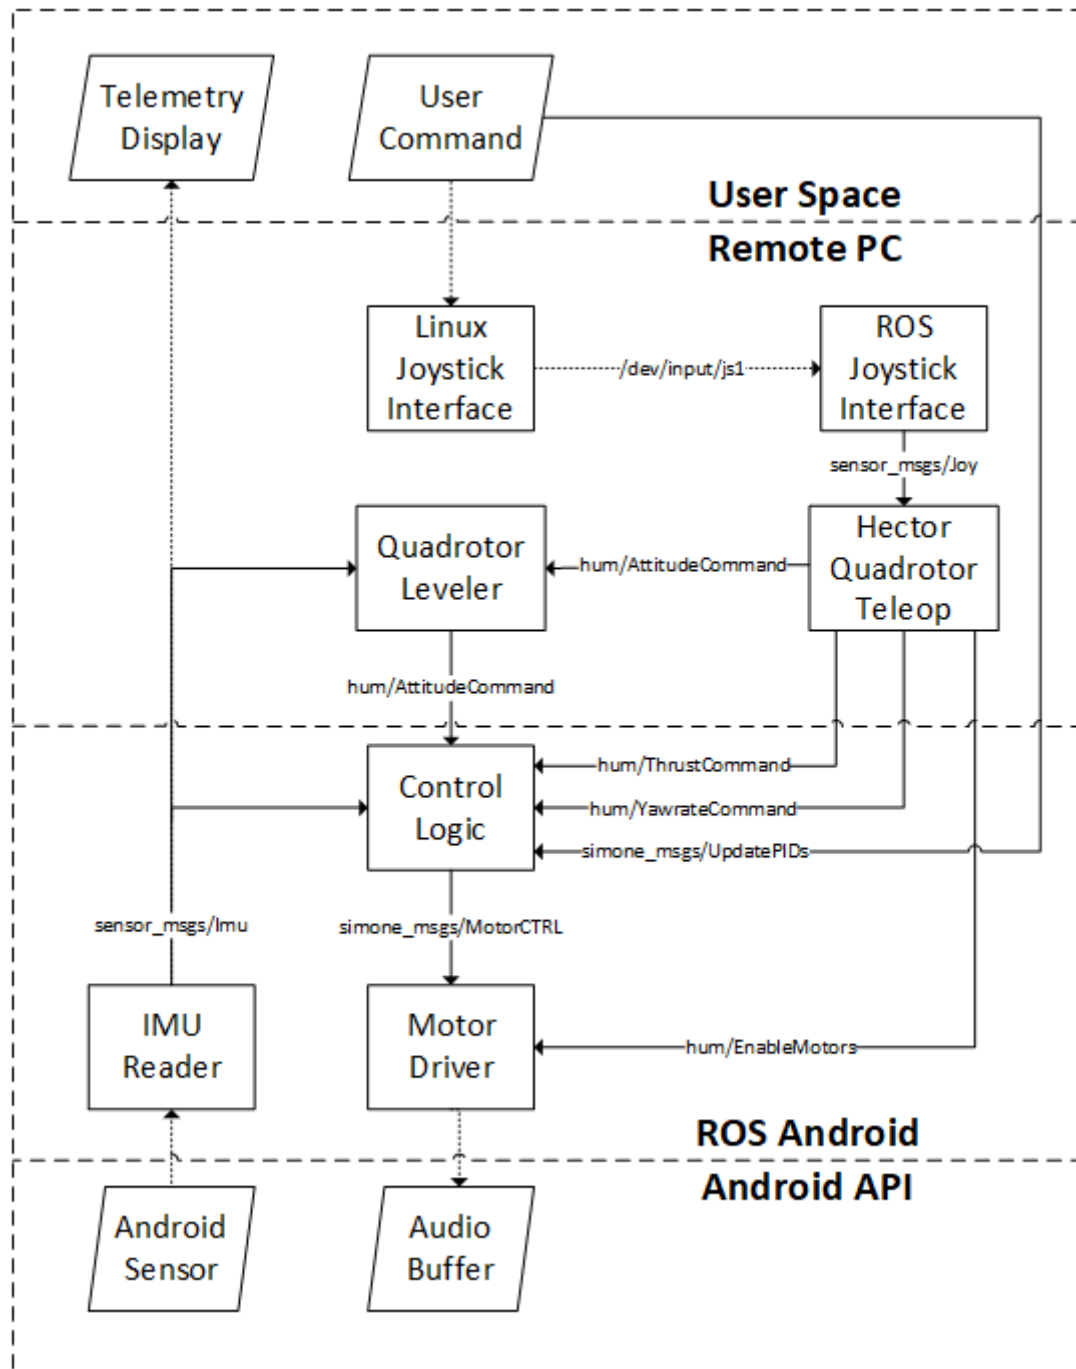 Telemetry
Display
User
Command
User Space
Remote PC
Linux
Joystick
Interface
/dev/input/js1
ROS
Joystick
Interface
sensor_msgs/Joy
Quadrotor
Leveler
hum/AttitudeCommand
Hector
Quadrotor
Teleop
hum/AttitudeCommand
Control
Logic
hum/ThrustCommand
hum/YawrateCommand
simone_msgs/UpdatePIDs
sensor_msgs/Imu
simone_msgs/MotorCTRL
IMU
Reader
Motor
Driver
hum/EnableMotors
ROS Android
Android API
Android
Sensor
Audio
Buffer